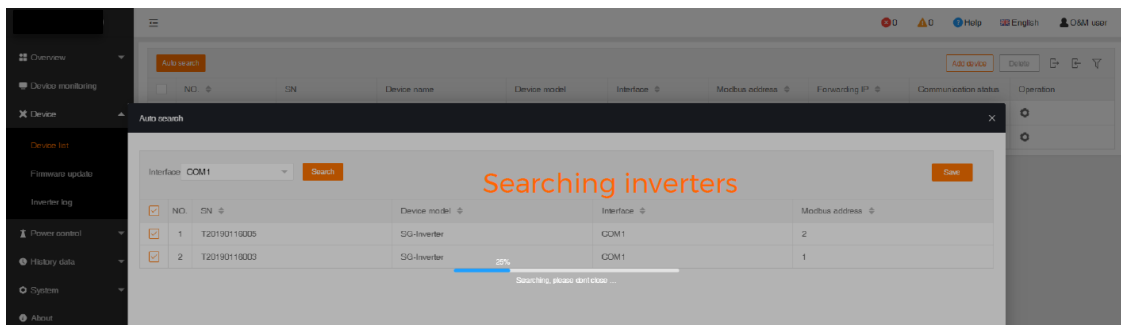 0 0 Help English O&M user
Overview
Auto search Add device Delete
Device monitoring
NO. SN Device name Device model Interface Modbus address Forwarding IP Communication status Operation
Device
Auto search
Device list
Interface COM1 Search Save
Searching inverters
Firmware update
Inverter log
NO. SN Device model Interface Modbus address
1 T20190116005 SG-Inverter COM1 2
2 T20190116003 SG-Inverter COM1 1
Power control
History data
25%
Searching, please dont close ...
System
About